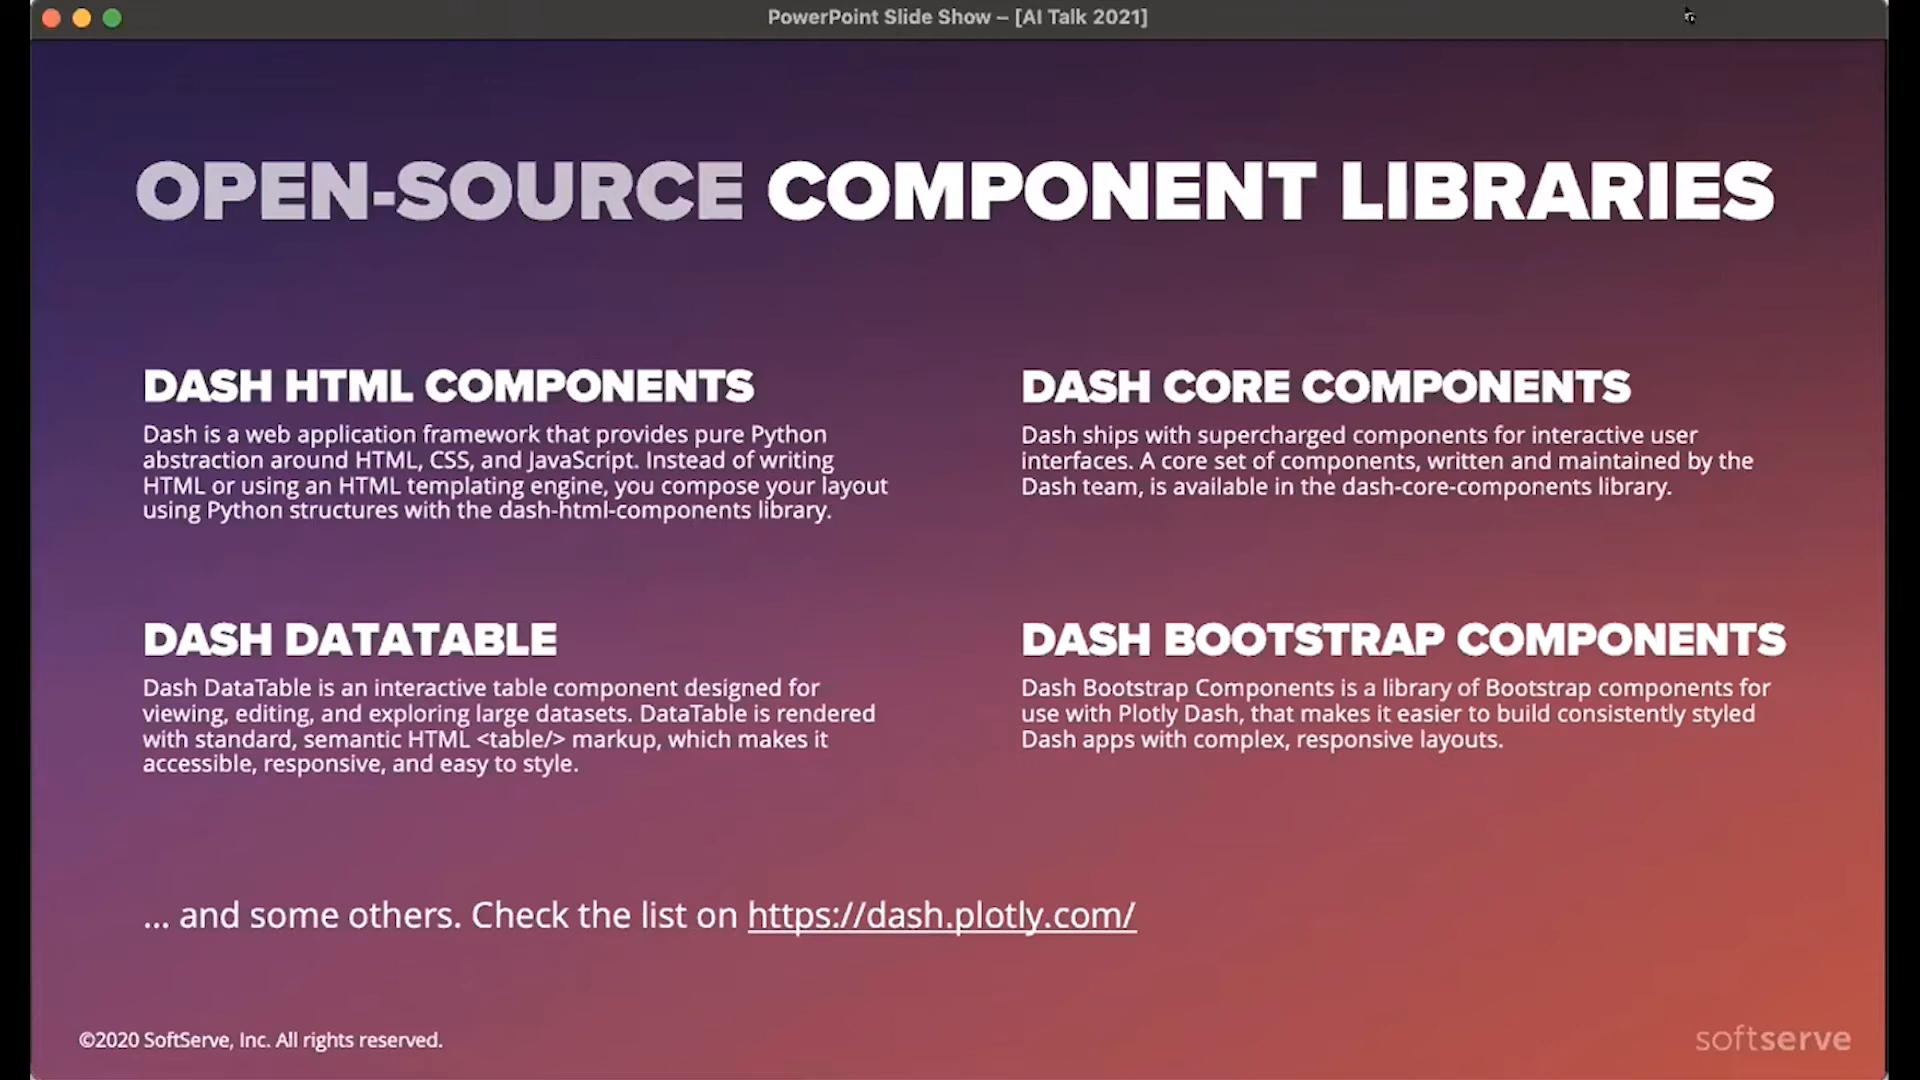 PowerPoint Slide Show – [AI Talk 2021]
OPEN-SOURCE COMPONENT LIBRARIES
DASH HTML COMPONENTS
Dash is a web application framework that provides pure Python
abstraction around HTML, CSS, and JavaScript. Instead of writing
HTML or using an HTML templating engine, you compose your layout
using Python structures with the dash-html-components library.
DASH CORE COMPONENTS
Dash ships with supercharged components for interactive user
interfaces. A core set of components, written and maintained by the
Dash team, is available in the dash-core-components library.
DASH DATATABLE
Dash DataTable is an interactive table component designed for
viewing, editing, and exploring large datasets. DataTable is rendered
with standard, semantic HTML <table/> markup, which makes it
accessible, responsive, and easy to style.
DASH BOOTSTRAP COMPONENTS
Dash Bootstrap Components is a library of Bootstrap components for
use with Plotly Dash, that makes it easier to build consistently styled
Dash apps with complex, responsive layouts.
... and some others. Check the list on https://dash.plotly.com/
©2020 SoftServe, Inc. All rights reserved.
softserve